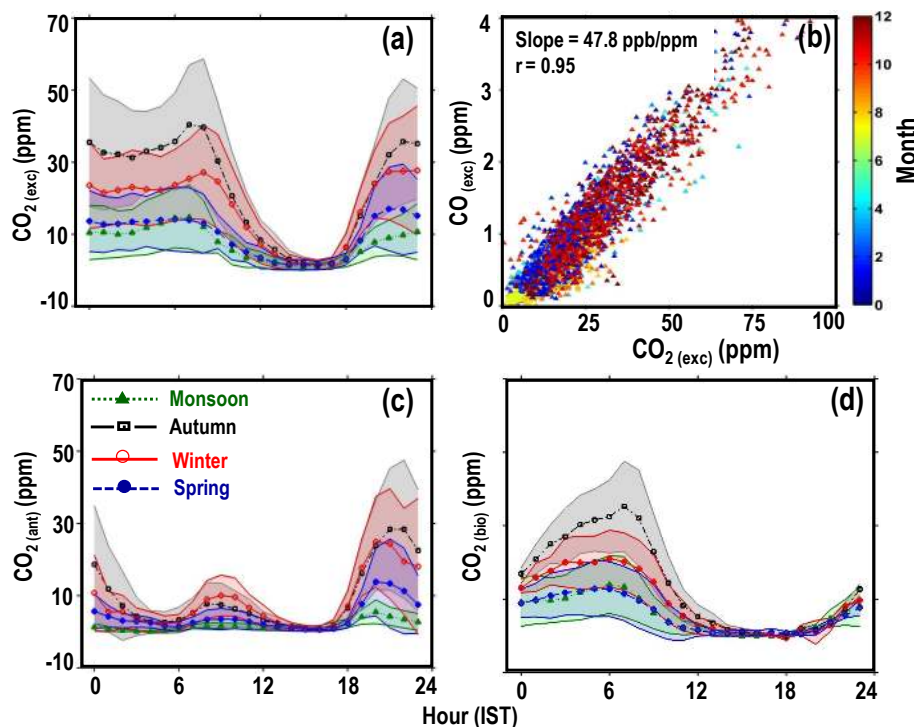 70
50
30
10
-10
CO2 (exc) (ppm)
(a)
4
3
2
1
0
CO (exc) (ppm)
Slope = 47.8 ppb/ppm
r = 0.95
(b)
0 25 50 75 100
CO2 (exc) (ppm)
12
10
8
6
4
2
0
Month
70
50
30
10
-10
CO2 (ant) (ppm)
Monsoon
Autumn
Winter
Spring
(c)
0 6 12 18 24
CO2 (bio) (ppm)
(d)
0 6 12 18 24
Hour (IST)